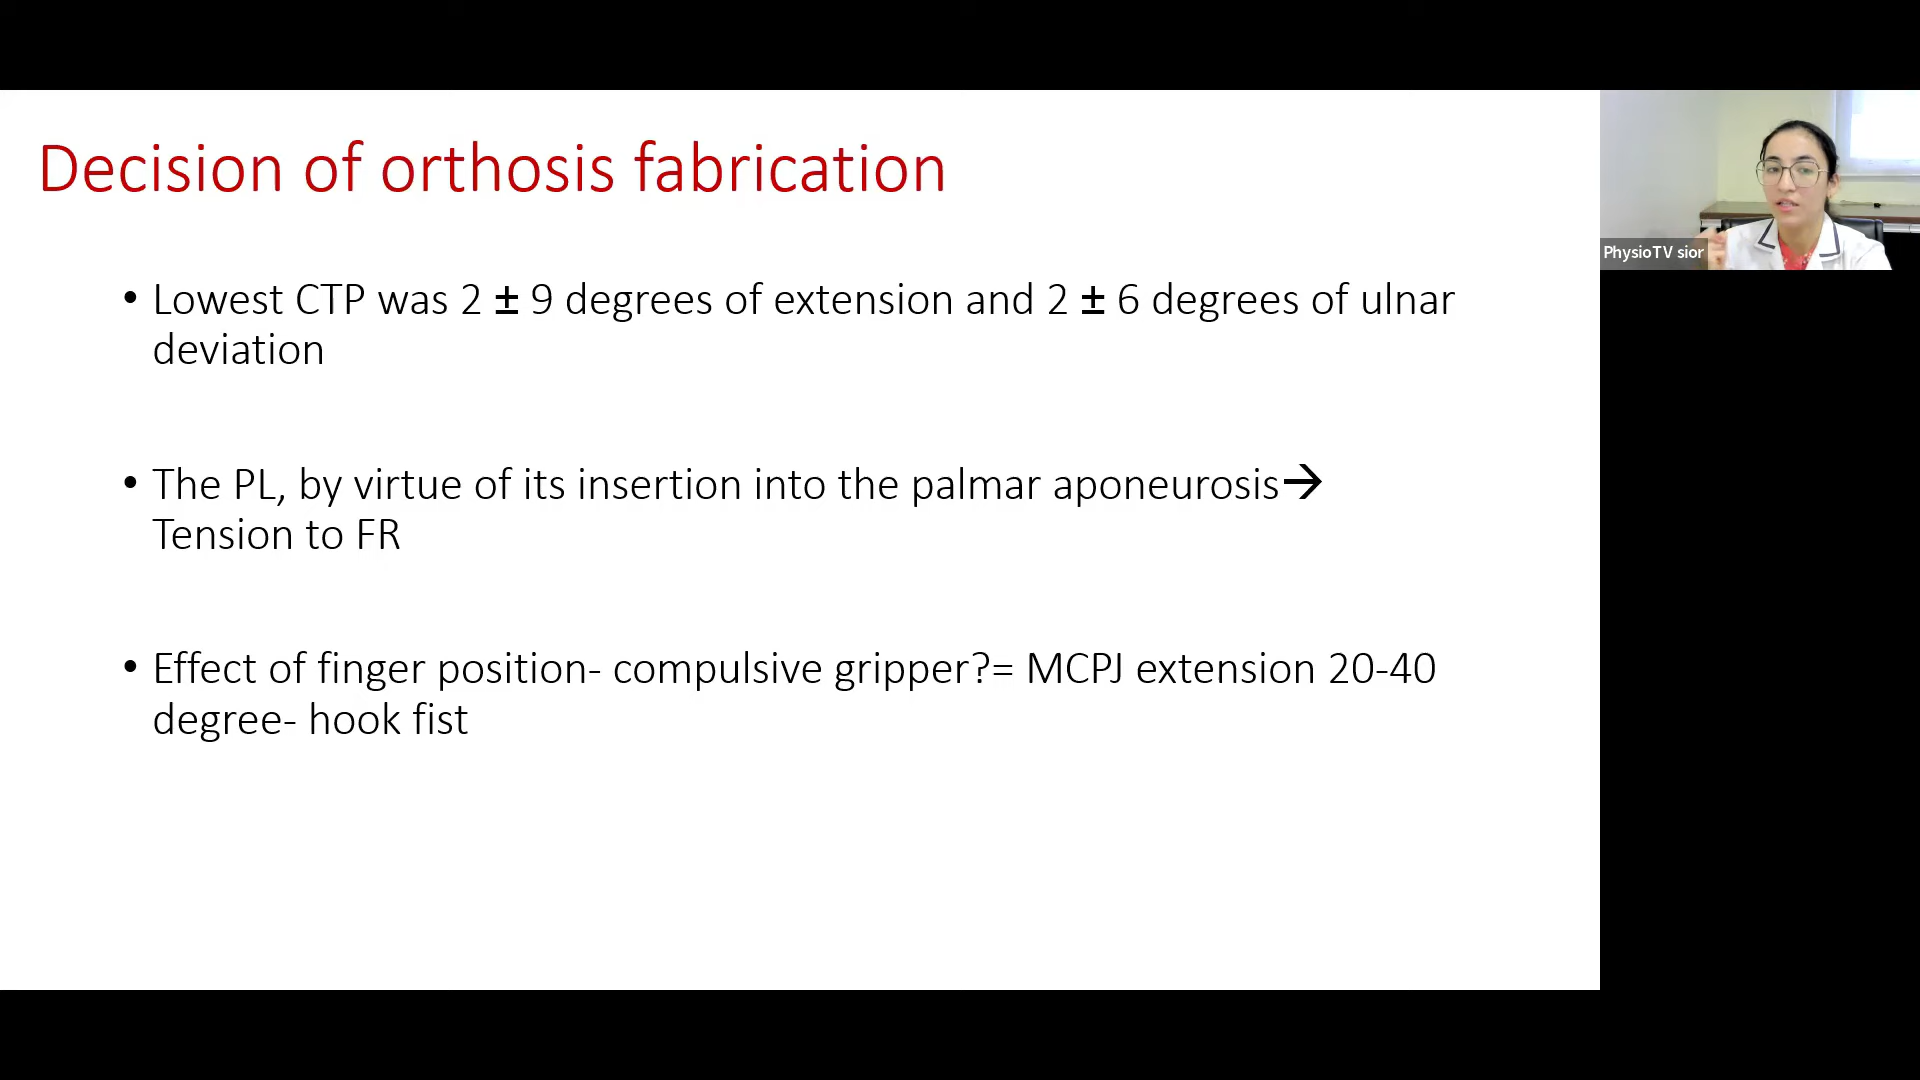 Decision of orthosis fabrication
• Lowest CTP was 2 ± 9 degrees of extension and 2 ± 6 degrees of ulnar
deviation
• The PL, by virtue of its insertion into the palmar aponeurosis→
Tension to FR
• Effect of finger position- compulsive gripper?= MCPJ extension 20-40
degree- hook fist
PhysioTV sior